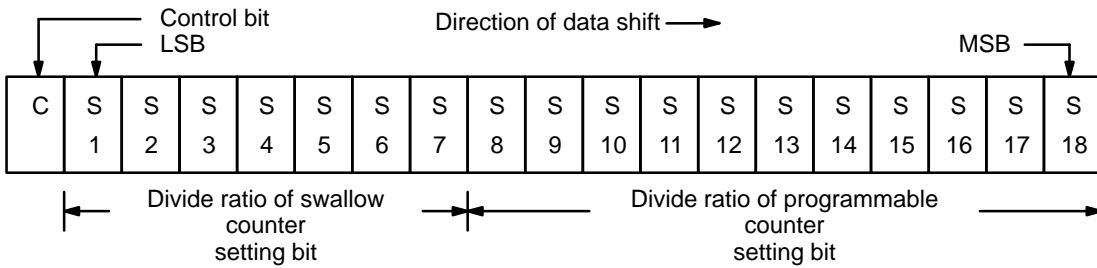 Control bit
Direction of data shift
LSB
MSB
C S S S S S S S S S S S S S S S S S S
1 2 3 4 5 6 7 8 9 10 11 12 13 14 15 16 17 18
Divide ratio of swallow
counter
setting bit
Divide ratio of programmable
counter
setting bit